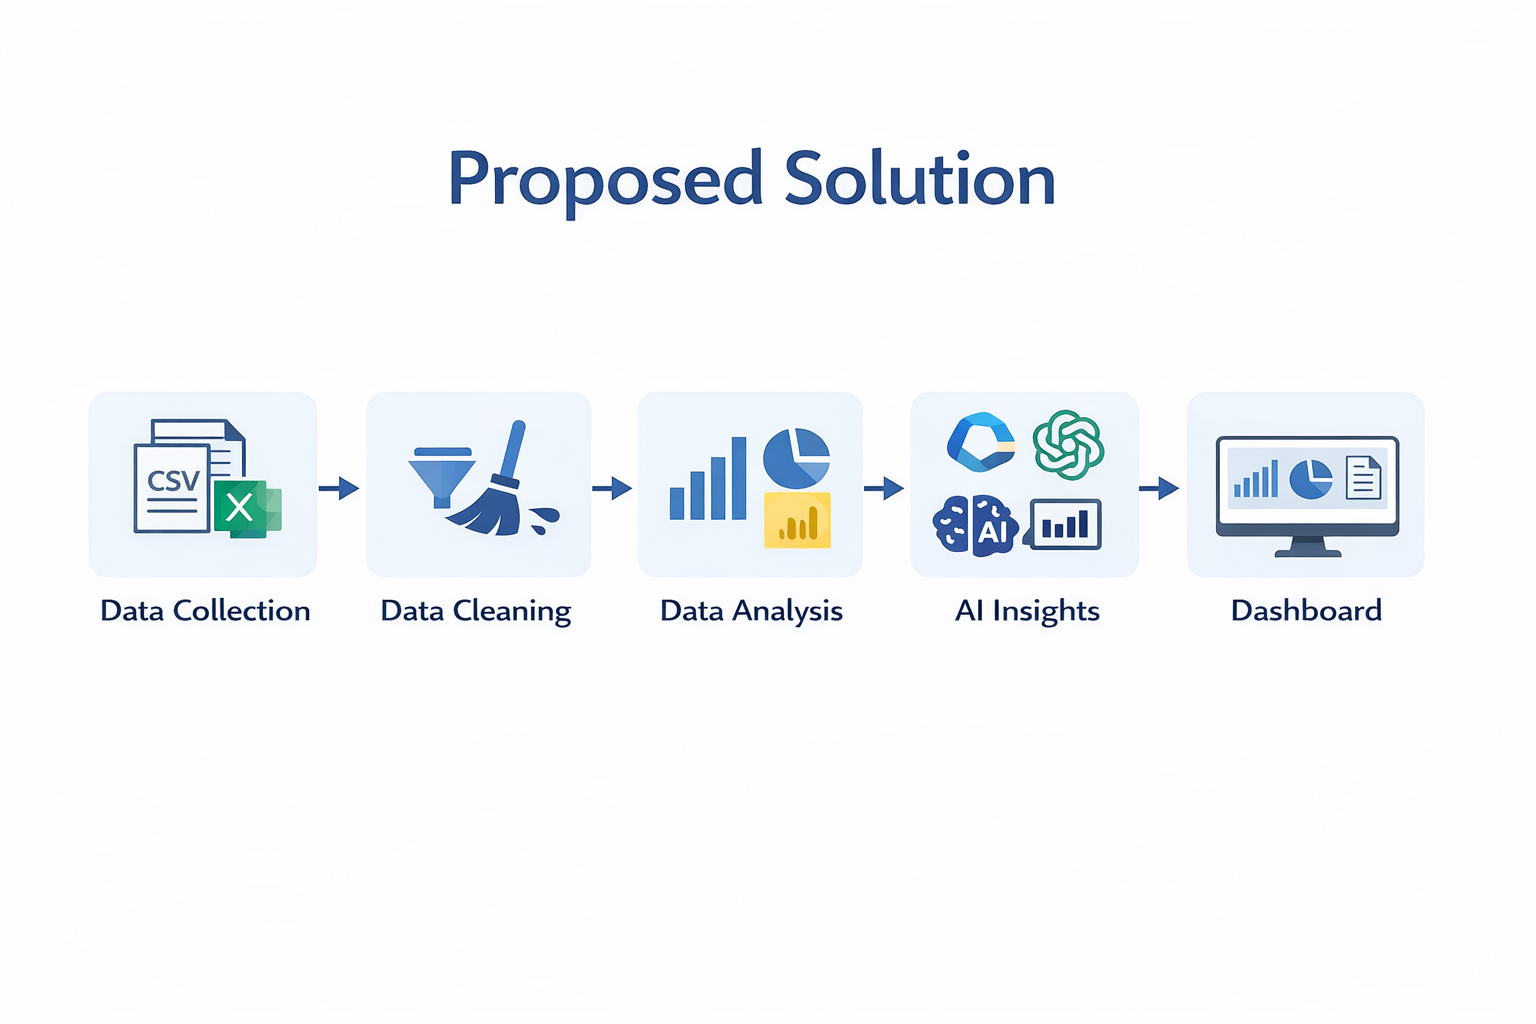 Proposed Solution
CSV
X
AI
Data Collection
Data Cleaning
Data Analysis
AI Insights
Dashboard